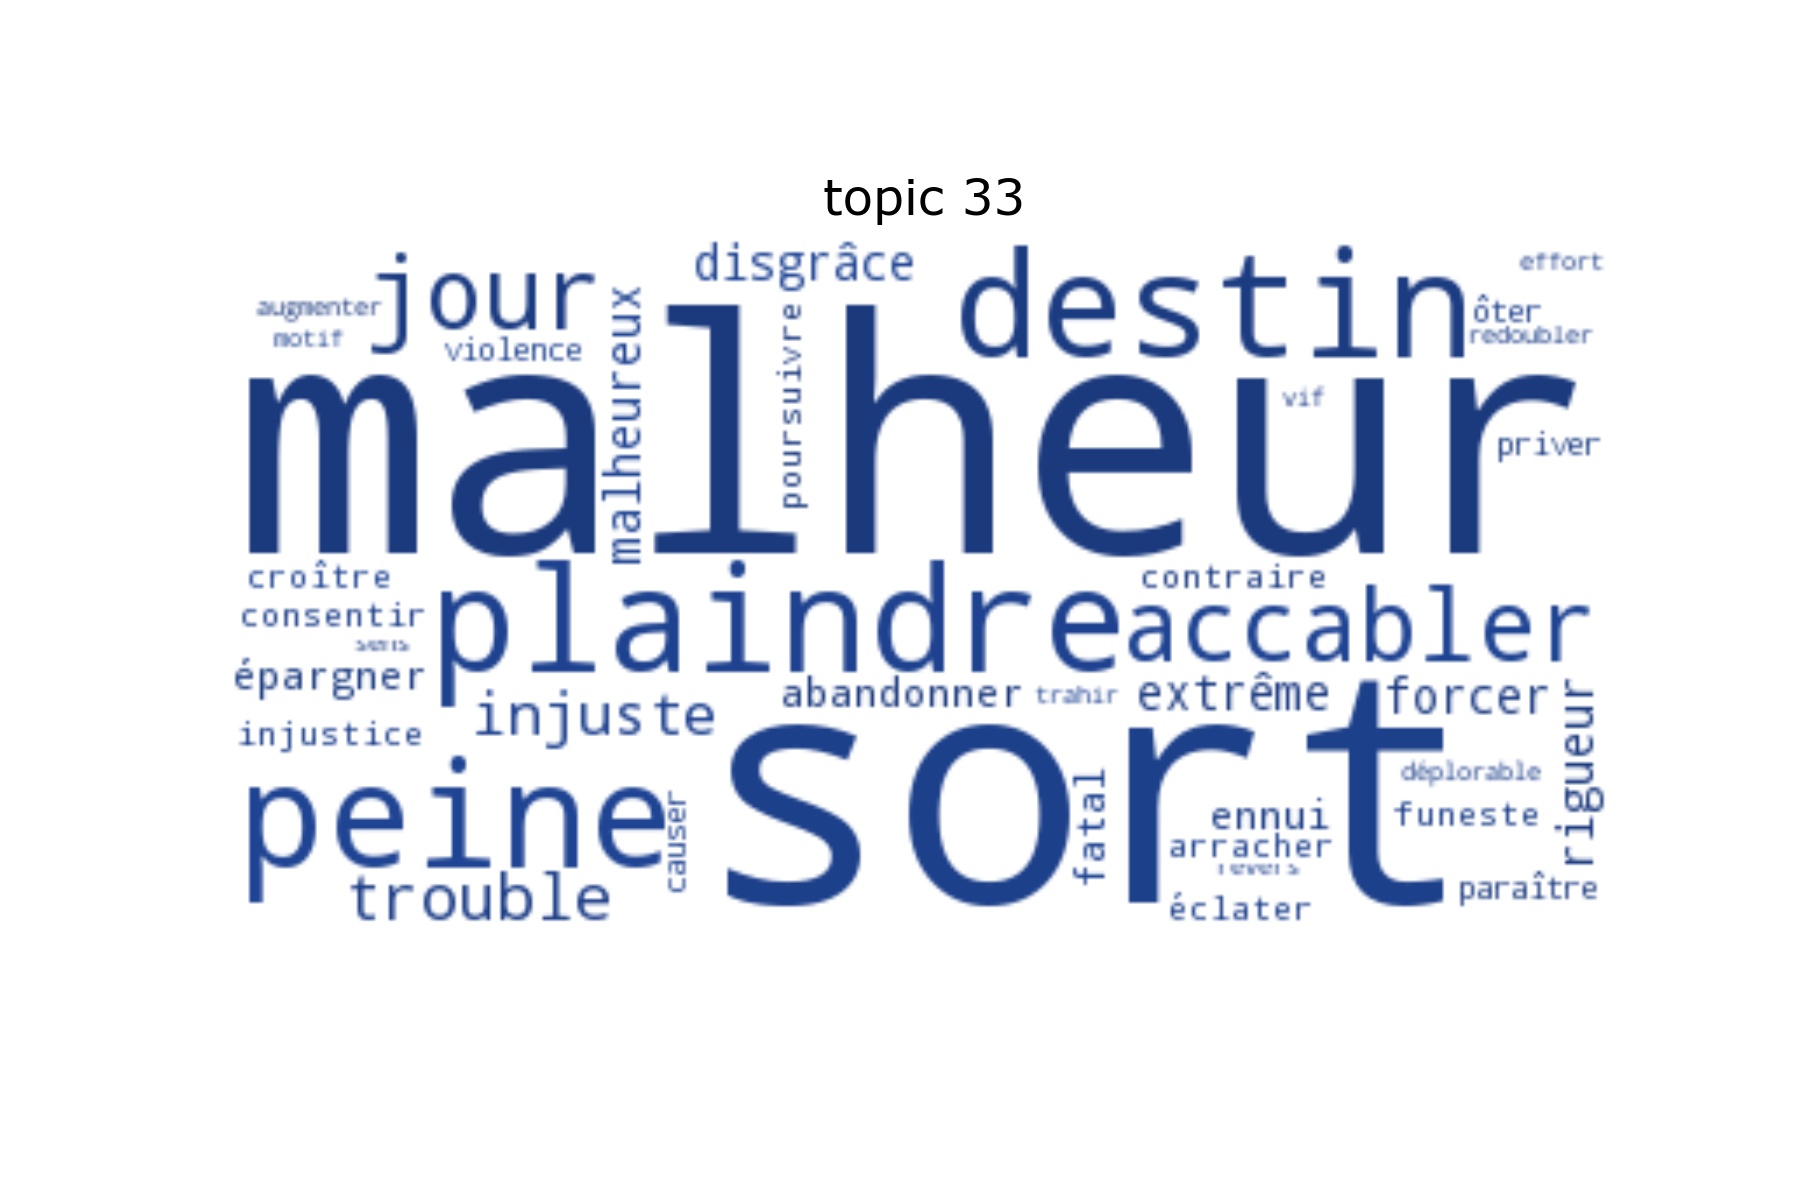 topic 33
disgrâce
destin
effort
jour
augmenter
ôter
motif
redoubler
violence
malheureux
poursuivre
malheur
vif
priver
croître
plaindre
contraire
consentir
accabler
sens
épargner
abandonner
trahir
extrême
forcer
injuste
injustice
sort
rigueur
peine
déplorable
causer
fatal
ennui
funeste
arracher
revers
trouble
paraître
éclater